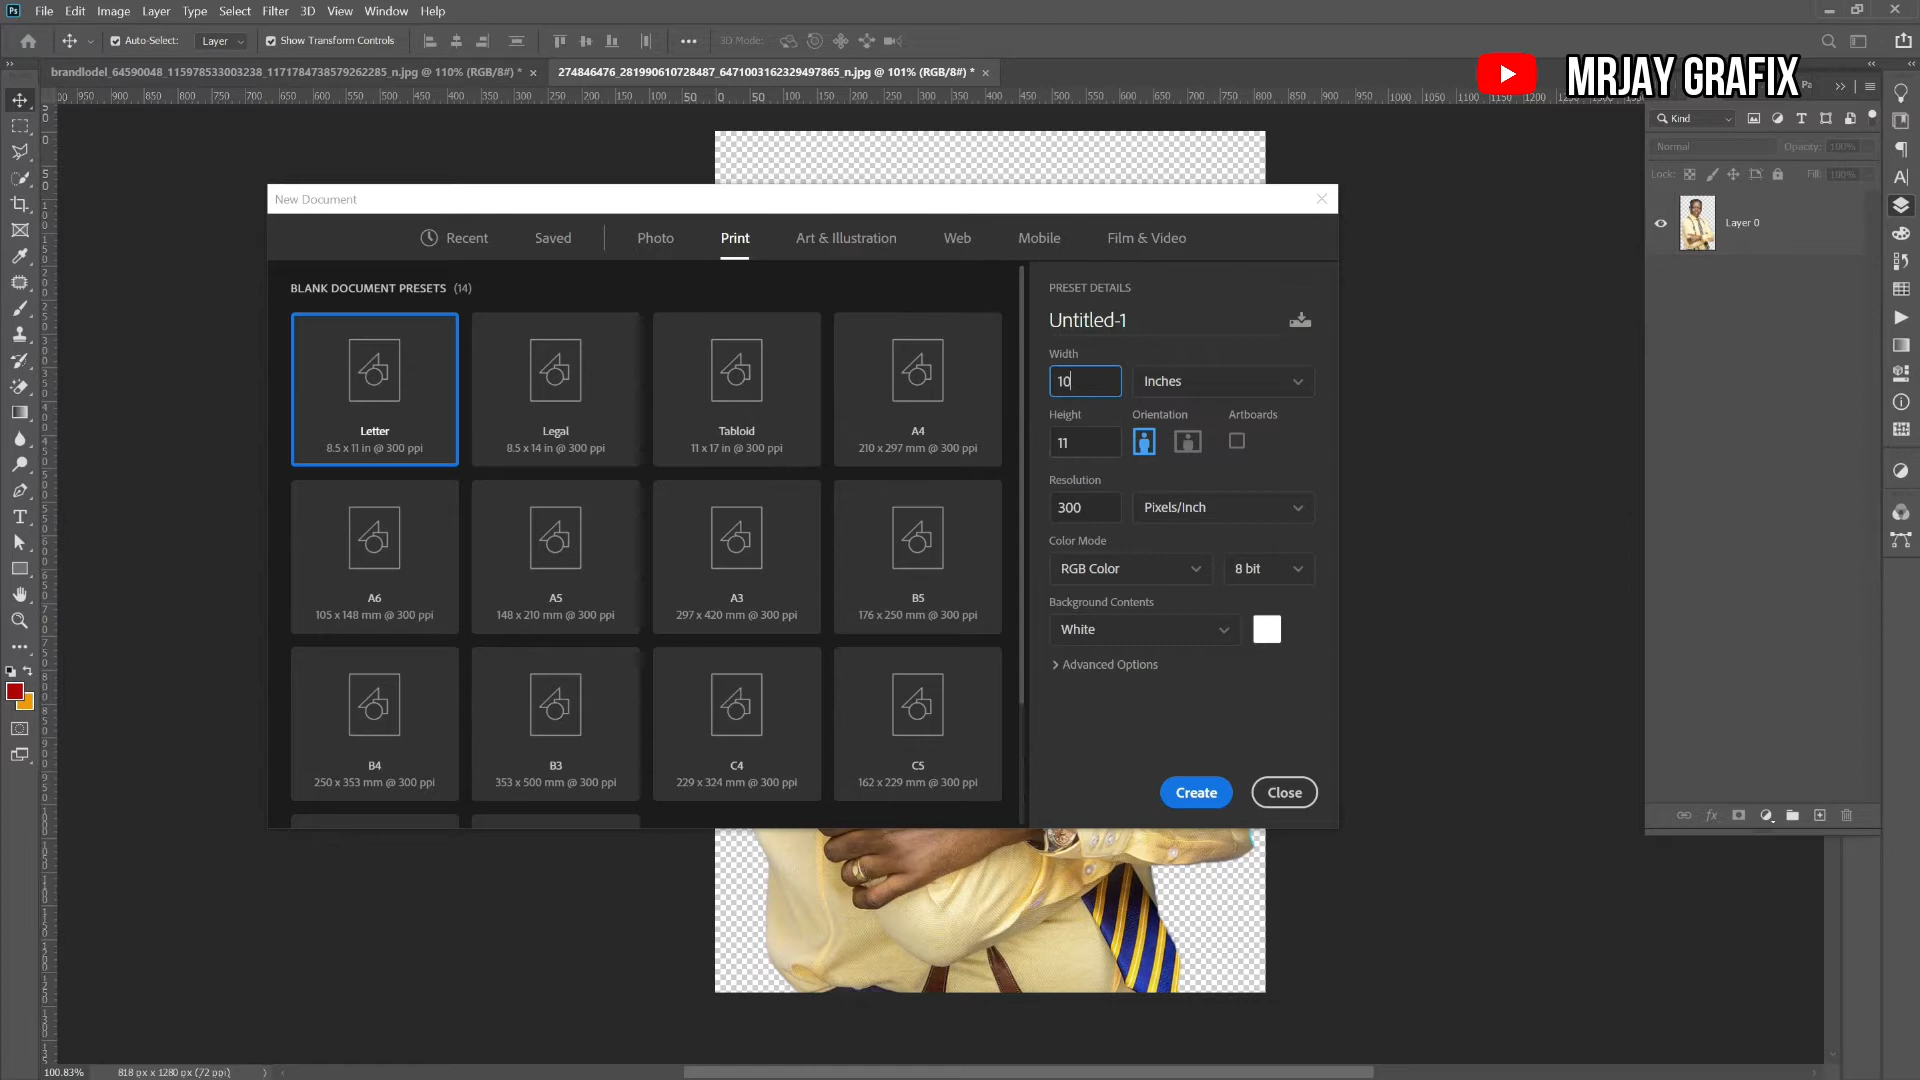 File Edit Image Layer Type Select Filter 3D View Window Help
Auto-Select: Layer Show Transform Controls 3D Mode:
brandlodel_64590048_115978533003238_1171784738579262285_n.jpg @ 110% (RGB/8#) *
274846476_281990610728487_6471003162329497865_n.jpg @ 101% (RGB/8#) *
MRJAY GRAFIX
Kind
Normal Opacity: 100%
Lock: Fill: 100%
Layer 0
New Document
Recent Saved Photo Print Art & Illustration Web Mobile Film & Video
BLANK DOCUMENT PRESETS (14)
Letter
8.5 x 11 in @ 300 ppi
Legal
8.5 x 14 in @ 300 ppi
Tabloid
11 x 17 in @ 300 ppi
A4
210 x 297 mm @ 300 ppi
A6
105 x 148 mm @ 300 ppi
A5
148 x 210 mm @ 300 ppi
A3
297 x 420 mm @ 300 ppi
B5
176 x 250 mm @ 300 ppi
B4
250 x 353 mm @ 300 ppi
B3
353 x 500 mm @ 300 ppi
C4
229 x 324 mm @ 300 ppi
C5
162 x 229 mm @ 300 ppi
PRESET DETAILS
Untitled-1
Width
10 Inches
Height Orientation Artboards
11
Resolution
300 Pixels/Inch
Color Mode
RGB Color 8 bit
Background Contents
White
Advanced Options
Create Close
100.83% 818 px x 1280 px (72 ppi)